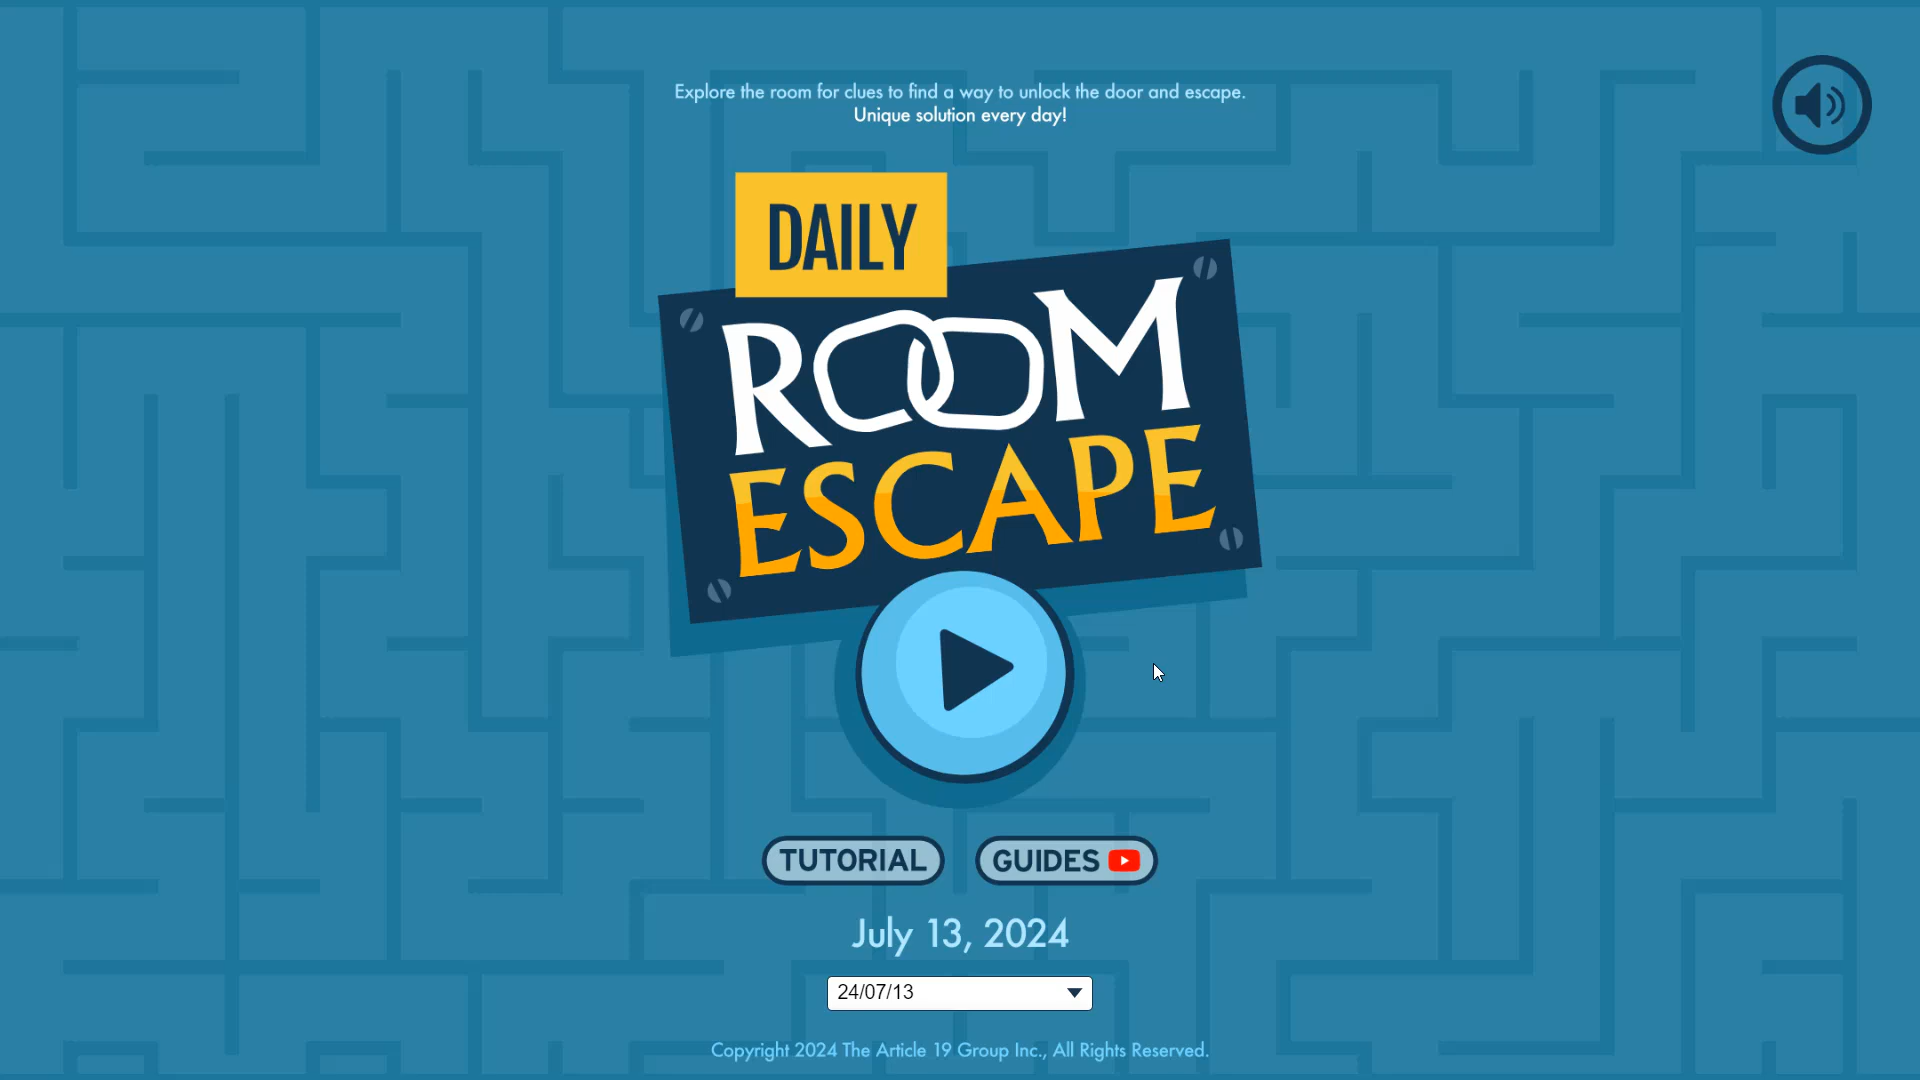 Explore the room for clues to find a way to unlock the door and escape.
Unique solution every day!
DAILY
ROOM
ESCAPE
TUTORIAL
GUIDES
July 13, 2024
24/07/13
Copyright 2024 The Article 19 Group Inc., All Rights Reserved.